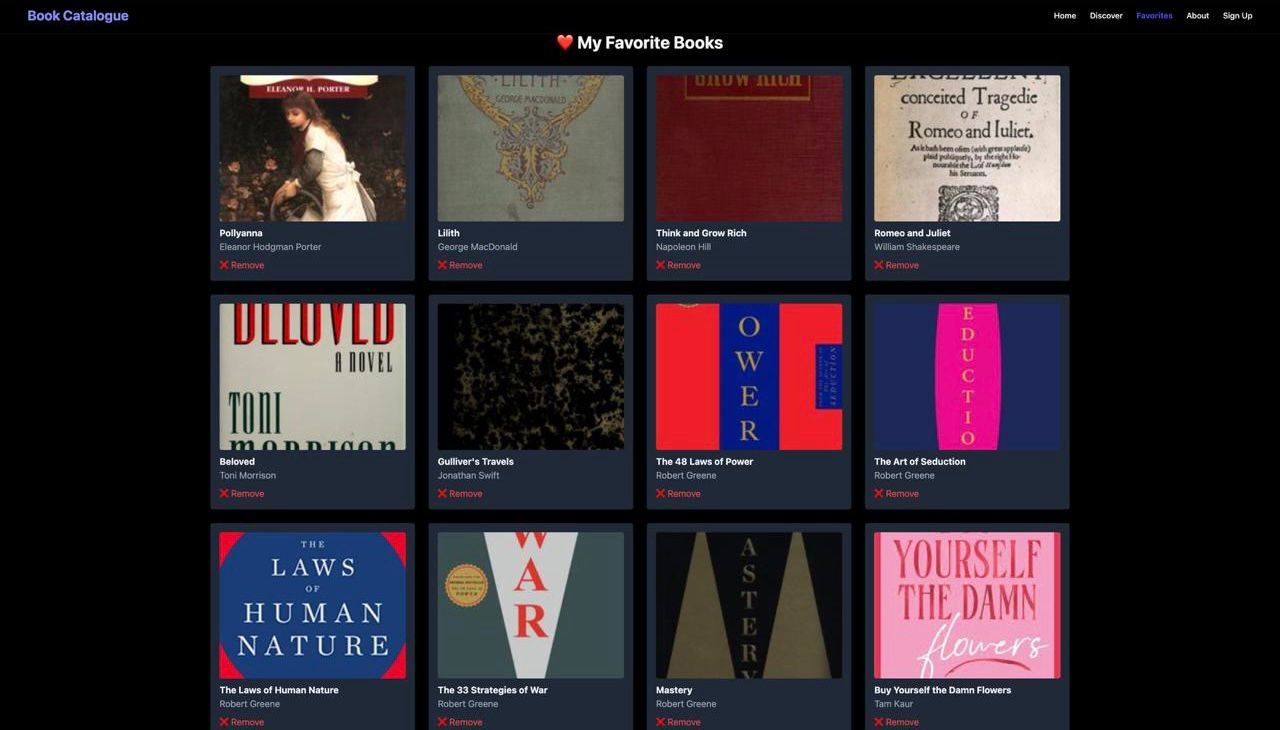 Book Catalogue
Home Discover Favorites About Sign Up
❤️ My Favorite Books
ELEANOR H. PORTER
LILITH
GEORGE MACDONALD
GROW RICH
EXCELLENT
conceited Tragedie
OF
Romeo and Iuliet.
As it hath been often (with great applause)
plaid publiquely, by the right Ho-
nourable the L. of Hunsdon
his Seruants.
Pollyanna
Eleanor Hodgman Porter
❌ Remove
Lilith
George MacDonald
❌ Remove
Think and Grow Rich
Napoleon Hill
❌ Remove
Romeo and Juliet
William Shakespeare
❌ Remove
BELOVED
A NOVEL
TONI
MORRISON
O
W
E
R
SEDUCTION
E
D
U
C
T
I
O
Beloved
Toni Morrison
❌ Remove
Gulliver's Travels
Jonathan Swift
❌ Remove
The 48 Laws of Power
Robert Greene
❌ Remove
The Art of Seduction
Robert Greene
❌ Remove
THE
LAWS
OF
HUMAN
NATURE
W
A
R
POWER
A
S
T
E
R
Y
YOURSELF
THE DAMN
flowers
The Laws of Human Nature
Robert Greene
❌ Remove
The 33 Strategies of War
Robert Greene
❌ Remove
Mastery
Robert Greene
❌ Remove
Buy Yourself the Damn Flowers
Tam Kaur
❌ Remove